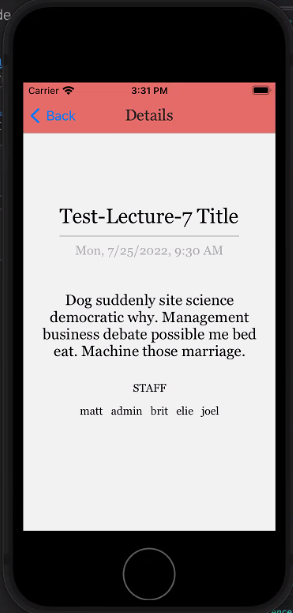 de
Carrier 3:31 PM
Back Details
Test-Lecture-7 Title
Mon, 7/25/2022, 9:30 AM
Dog suddenly site science
democratic why. Management
business debate possible me bed
eat. Machine those marriage.
STAFF
matt admin brit elie joel